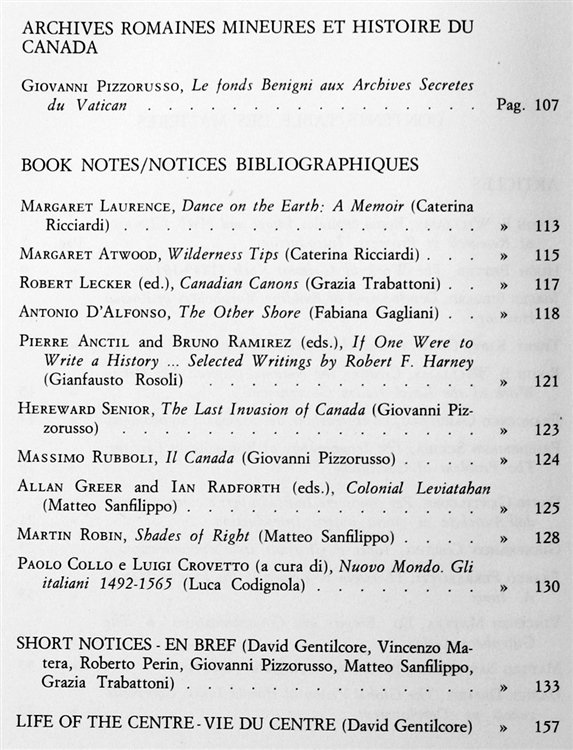 ARCHIVES ROMAINES MINEURES ET HISTOIRE DU
CANADA
GIOVANNI PIZZORUSSO, Le fonds Benigni aux Archives Secretes
du Vatican . . . . . . . . . . . . . . . Pag. 107
BOOK NOTES/NOTICES BIBLIOGRAPHIQUES
MARGARET LAURENCE, Dance on the Earth: A Memoir (Caterina
Ricciardi) . . . . . . . . . . . . . . . » 113
MARGARET ATWOOD, Wilderness Tips (Caterina Ricciardi) . . . » 115
ROBERT LECKER (ed.), Canadian Canons (Grazia Trabattoni) . . » 117
ANTONIO D'ALFONSO, The Other Shore (Fabiana Gagliani) . . » 118
PIERRE ANCTIL and BRUNO RAMIREZ (eds.), If One Were to
Write a History ... Selected Writings by Robert F. Harney
(Gianfausto Rosoli) . . . . . . . . . . . . » 121
HEREWARD SENIOR, The Last Invasion of Canada (Giovanni Piz-
zorusso) . . . . . . . . . . . . . . . » 123
MASSIMO RUBBOLI, Il Canada (Giovanni Pizzorusso) . . . . » 124
ALLAN GREER and IAN RADFORTH (eds.), Colonial Leviatahan
(Matteo Sanfilippo) . . . . . . . . . . . . » 125
MARTIN ROBIN, Shades of Right (Matteo Sanfilippo) . . . . » 128
PAOLO COLLO e LUIGI CROVETTO (a cura di), Nuovo Mondo. Gli
italiani 1492-1565 (Luca Codignola) . . . . . . . » 130
SHORT NOTICES - EN BREF (David Gentilcore, Vincenzo Ma-
tera, Roberto Perin, Giovanni Pizzorusso, Matteo Sanfilippo,
Grazia Trabattoni) . . . . . . . . . . . . » 133
LIFE OF THE CENTRE - VIE DU CENTRE (David Gentilcore) » 157